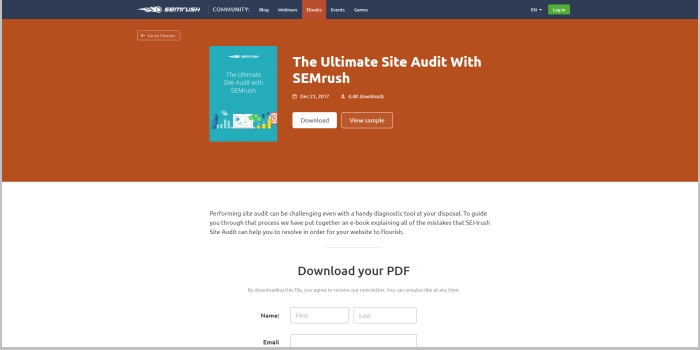 SEMRUSH COMMUNITY: Blog Webinars Ebooks Events Games EN Log in
Go to Ebooks
SEMRUSH
The Ultimate
Site Audit with
SEMrush
The Ultimate Site Audit With
SEMrush
Dec 21, 2017 4.4K downloads
Download View sample
Performing site audit can be challenging even with a handy diagnostic tool at your disposal. To guide
you through that process we have put together an e-book explaining all of the mistakes that SEMrush
Site Audit can help you to resolve in order for your website to flourish.
Download your PDF
By downloading this file, you agree to receive our newsletter. You can unsubscribe at any time.
Name: First Last
Email